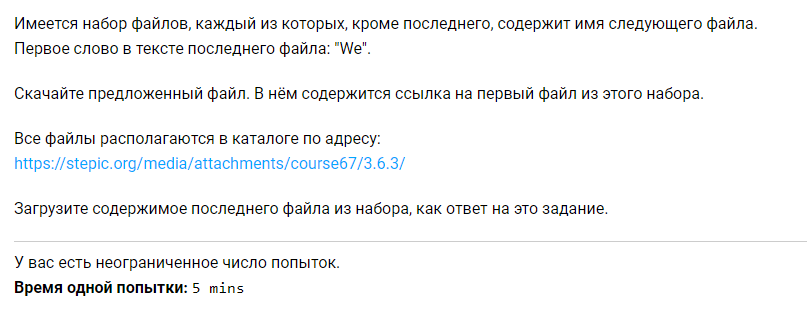 Имеется набор файлов, каждый из которых, кроме последнего, содержит имя следующего файла.
Первое слово в тексте последнего файла: "We".
Скачайте предложенный файл. В нём содержится ссылка на первый файл из этого набора.
Все файлы располагаются в каталоге по адресу:
https://stepic.org/media/attachments/course67/3.6.3/
Загрузите содержимое последнего файла из набора, как ответ на это задание.
У вас есть неограниченное число попыток.
Время одной попытки: 5 mins